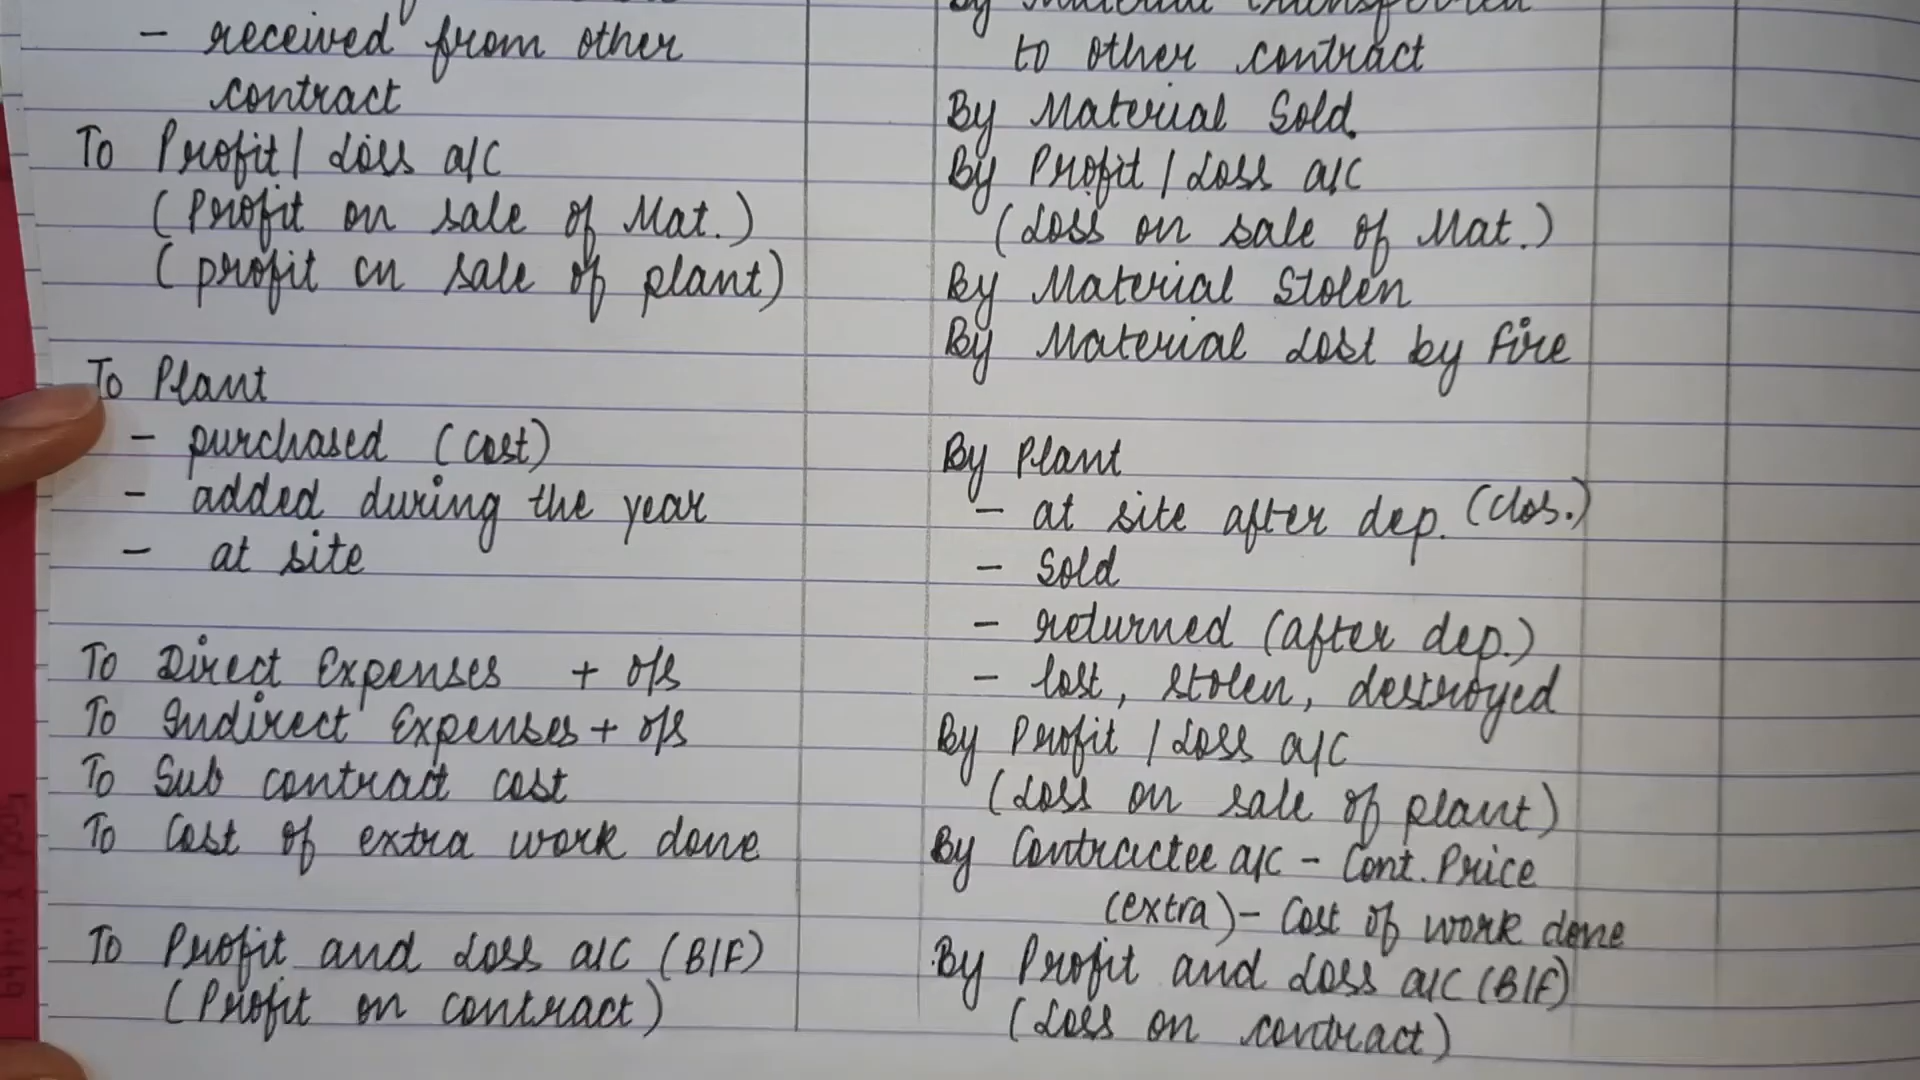 - received from other
contract
To Profit / Loss a/c
(Profit on sale of Mat.)
(profit on sale of plant)
To Plant
- purchased (cost)
- added during the year
- at site
To Direct Expenses + o/s
To Indirect Expenses + o/s
To Sub contract cost
To Cost of extra work done
To Profit and Loss a/c (B/F)
(Profit on contract)
By Material transferred
to other contract
By Material Sold
By Profit / Loss a/c
(Loss on sale of Mat.)
By Material Stolen
By Material Lost by fire
By Plant
- at site after dep. (Clos.)
- Sold
- returned (after dep.)
- lost, stolen, destroyed
By Profit / Loss a/c
(Loss on sale of plant)
By Contractee a/c - Cont. Price
(extra) - Cost of work done
By Profit and Loss a/c (B/F)
(Loss on contract)